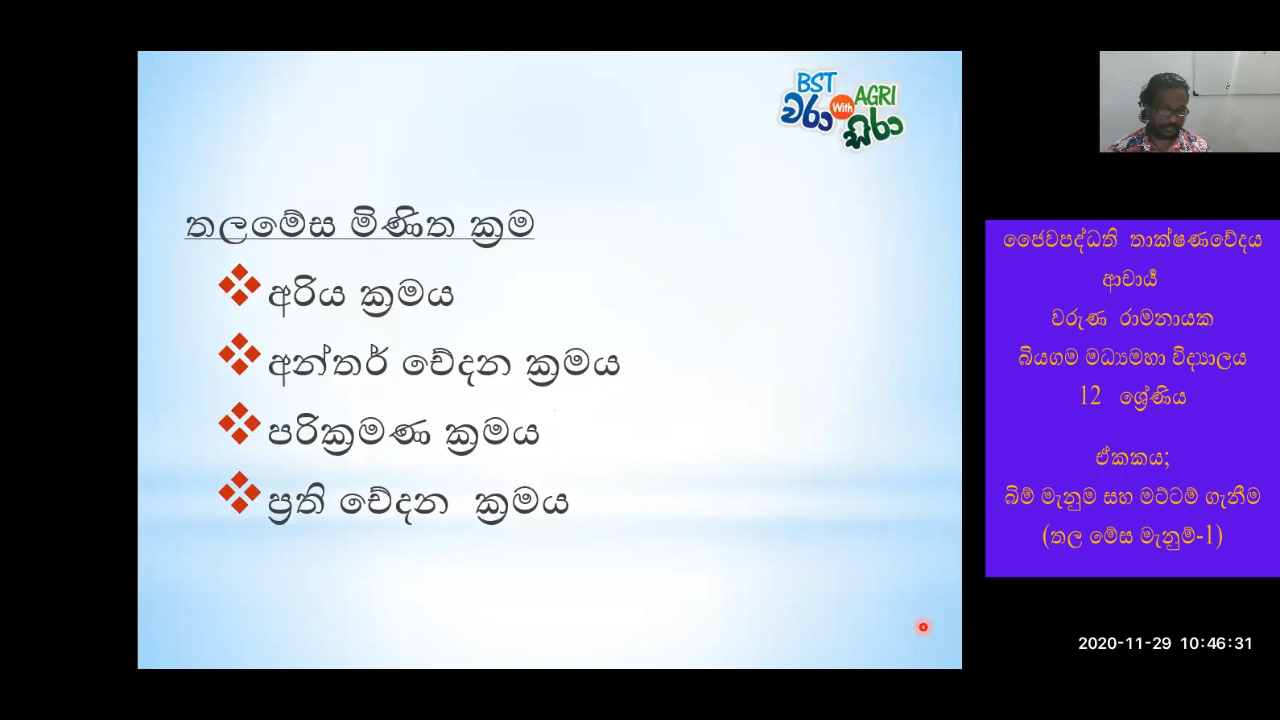 BST
වරා With AGRI
සිරා
තලමේස මිණිත ක්‍රම
අරිය ක්‍රමය
අන්තර් ඡේදන ක්‍රමය
පරික්‍රමණ ක්‍රමය
ප්‍රති ඡේදන ක්‍රමය
ජෛවපද්ධති තාක්ෂණවේදය
ආචාර්ය
වරුණ රාමනායක
බියගම මධ්‍යමහා විද්‍යාලය
12 ශ්‍රේණිය
ඒකකය;
බිම් මැනුම සහ මට්ටම් ගැනීම
(තල මේස මැනුම්-1)
2020-11-29 10:46:31